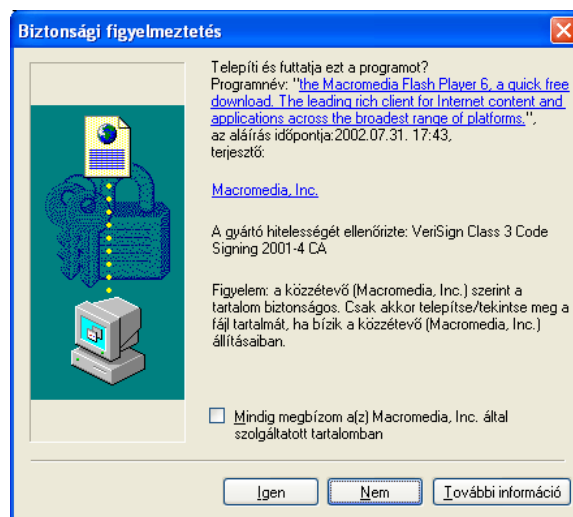 Biztonsági figyelmeztetés
Telepíti és futtatja ezt a programot?
Programnév: "the Macromedia Flash Player 6, a quick free
download. The leading rich client for Internet content and
applications across the broadest range of platforms.",
az aláírás időpontja:2002.07.31. 17:43,
terjesztő:
Macromedia, Inc.
A gyártó hitelességét ellenőrizte: VeriSign Class 3 Code
Signing 2001-4 CA
Figyelem: a közzétevő (Macromedia, Inc.) szerint a
tartalom biztonságos. Csak akkor telepítse/tekintse meg a
fájl tartalmát, ha bízik a közzétevő (Macromedia, Inc.)
állításaiban.
Mindig megbízom a(z) Macromedia, Inc. által
szolgáltatott tartalomban
Igen Nem További információ